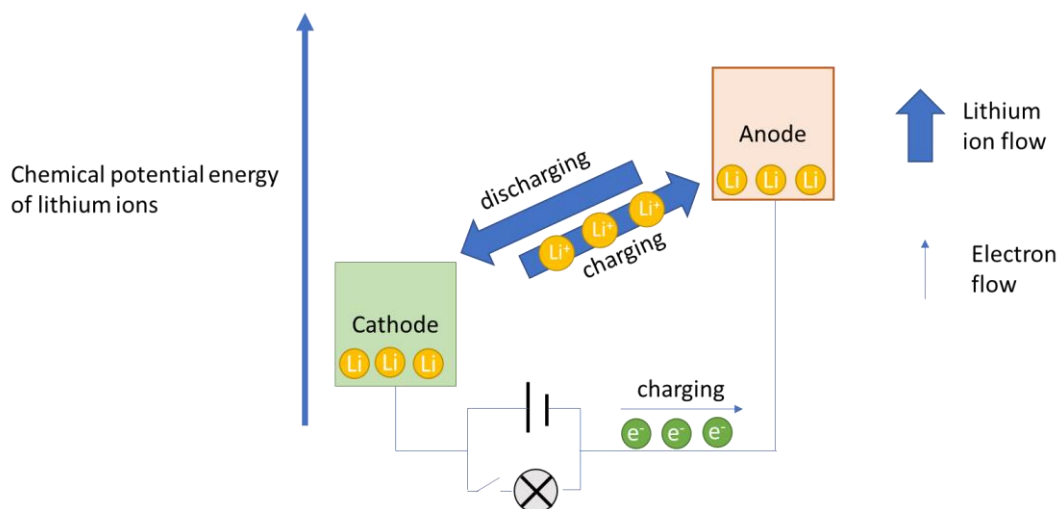 Chemical potential energy
of lithium ions
discharging
Li⁺ Li⁺ Li⁺
charging
Cathode
Li Li Li
Anode
Li Li Li
charging
e⁻ e⁻ e⁻
Lithium
ion flow
Electron
flow